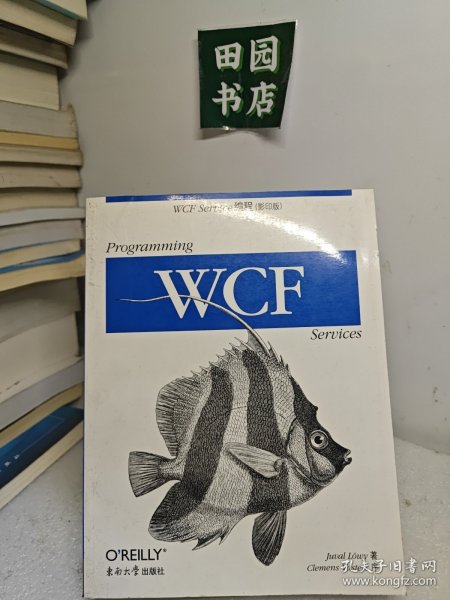 田园
书店
WCF Service编程(影印版)
Programming
WCF
Services
O'REILLY®
東南大学出版社
Juval Löwy 著
Clemens
孔夫子旧书网
www.kongfz.com